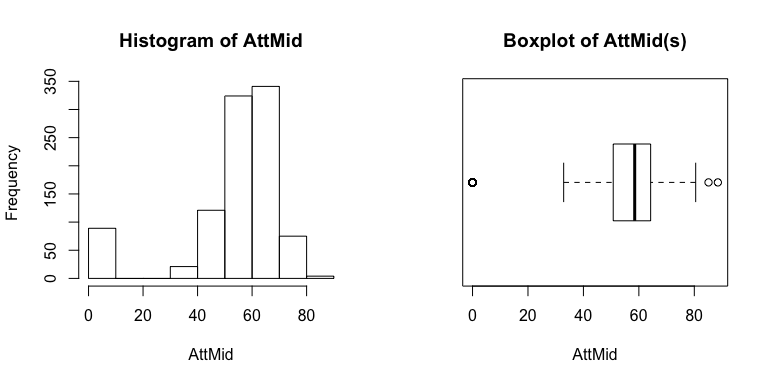 Histogram of AttMid
Frequency
350
250
150
50
0
0 20 40 60 80
AttMid
Boxplot of AttMid(s)
0 20 40 60 80
AttMid